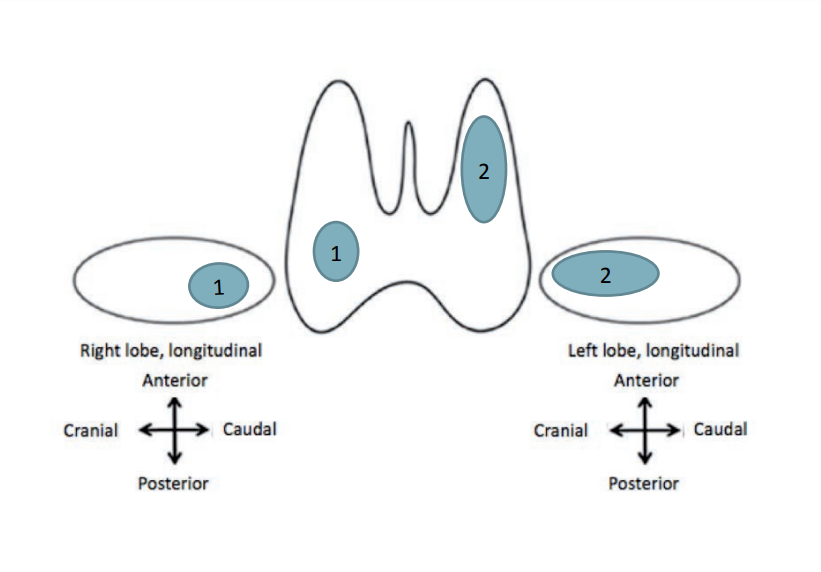 2
1
1
2
Right lobe, longitudinal
Left lobe, longitudinal
Anterior
Anterior
Cranial
Caudal
Cranial
Caudal
Posterior
Posterior